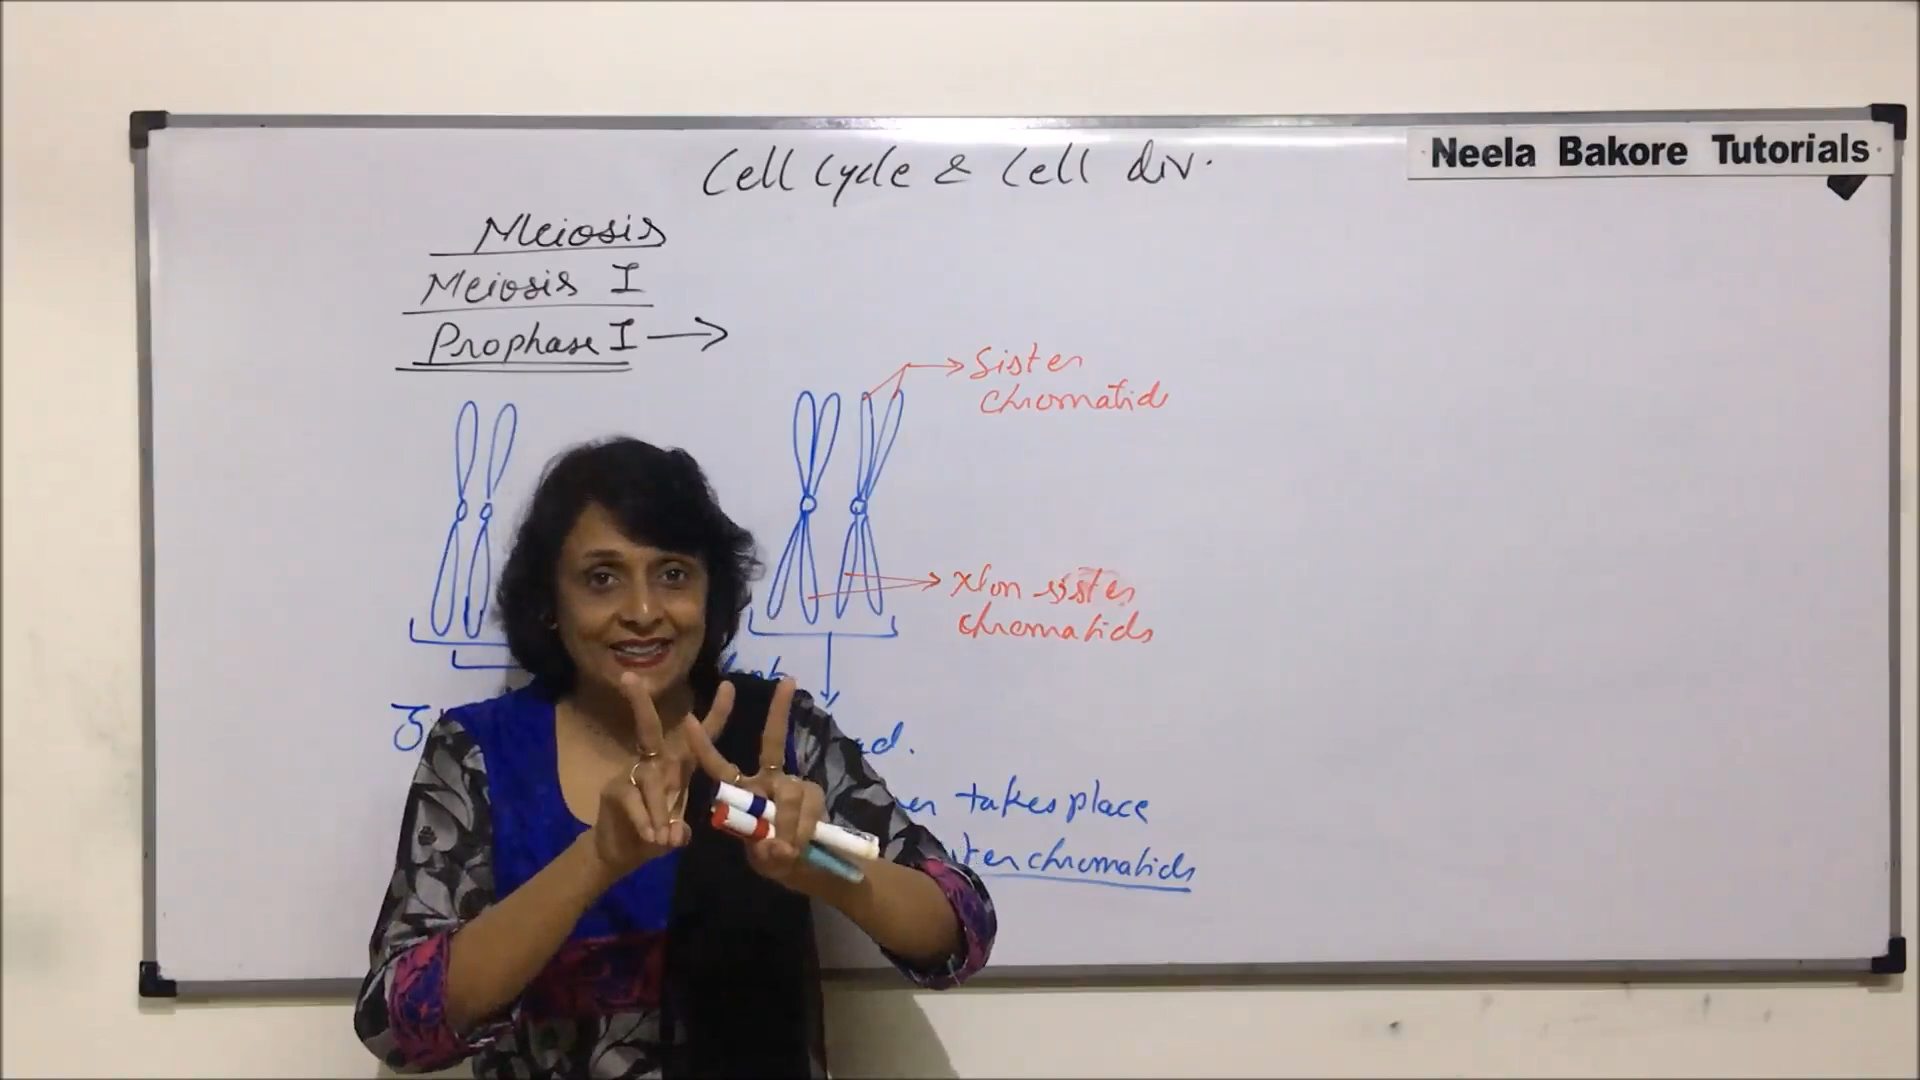 Neela Bakore Tutorials
Cell Cycle & Cell div.
Meiosis
Meiosis I
Prophase I →
Sister
chromatid
Non sister
chromatids
takes place
chromatids